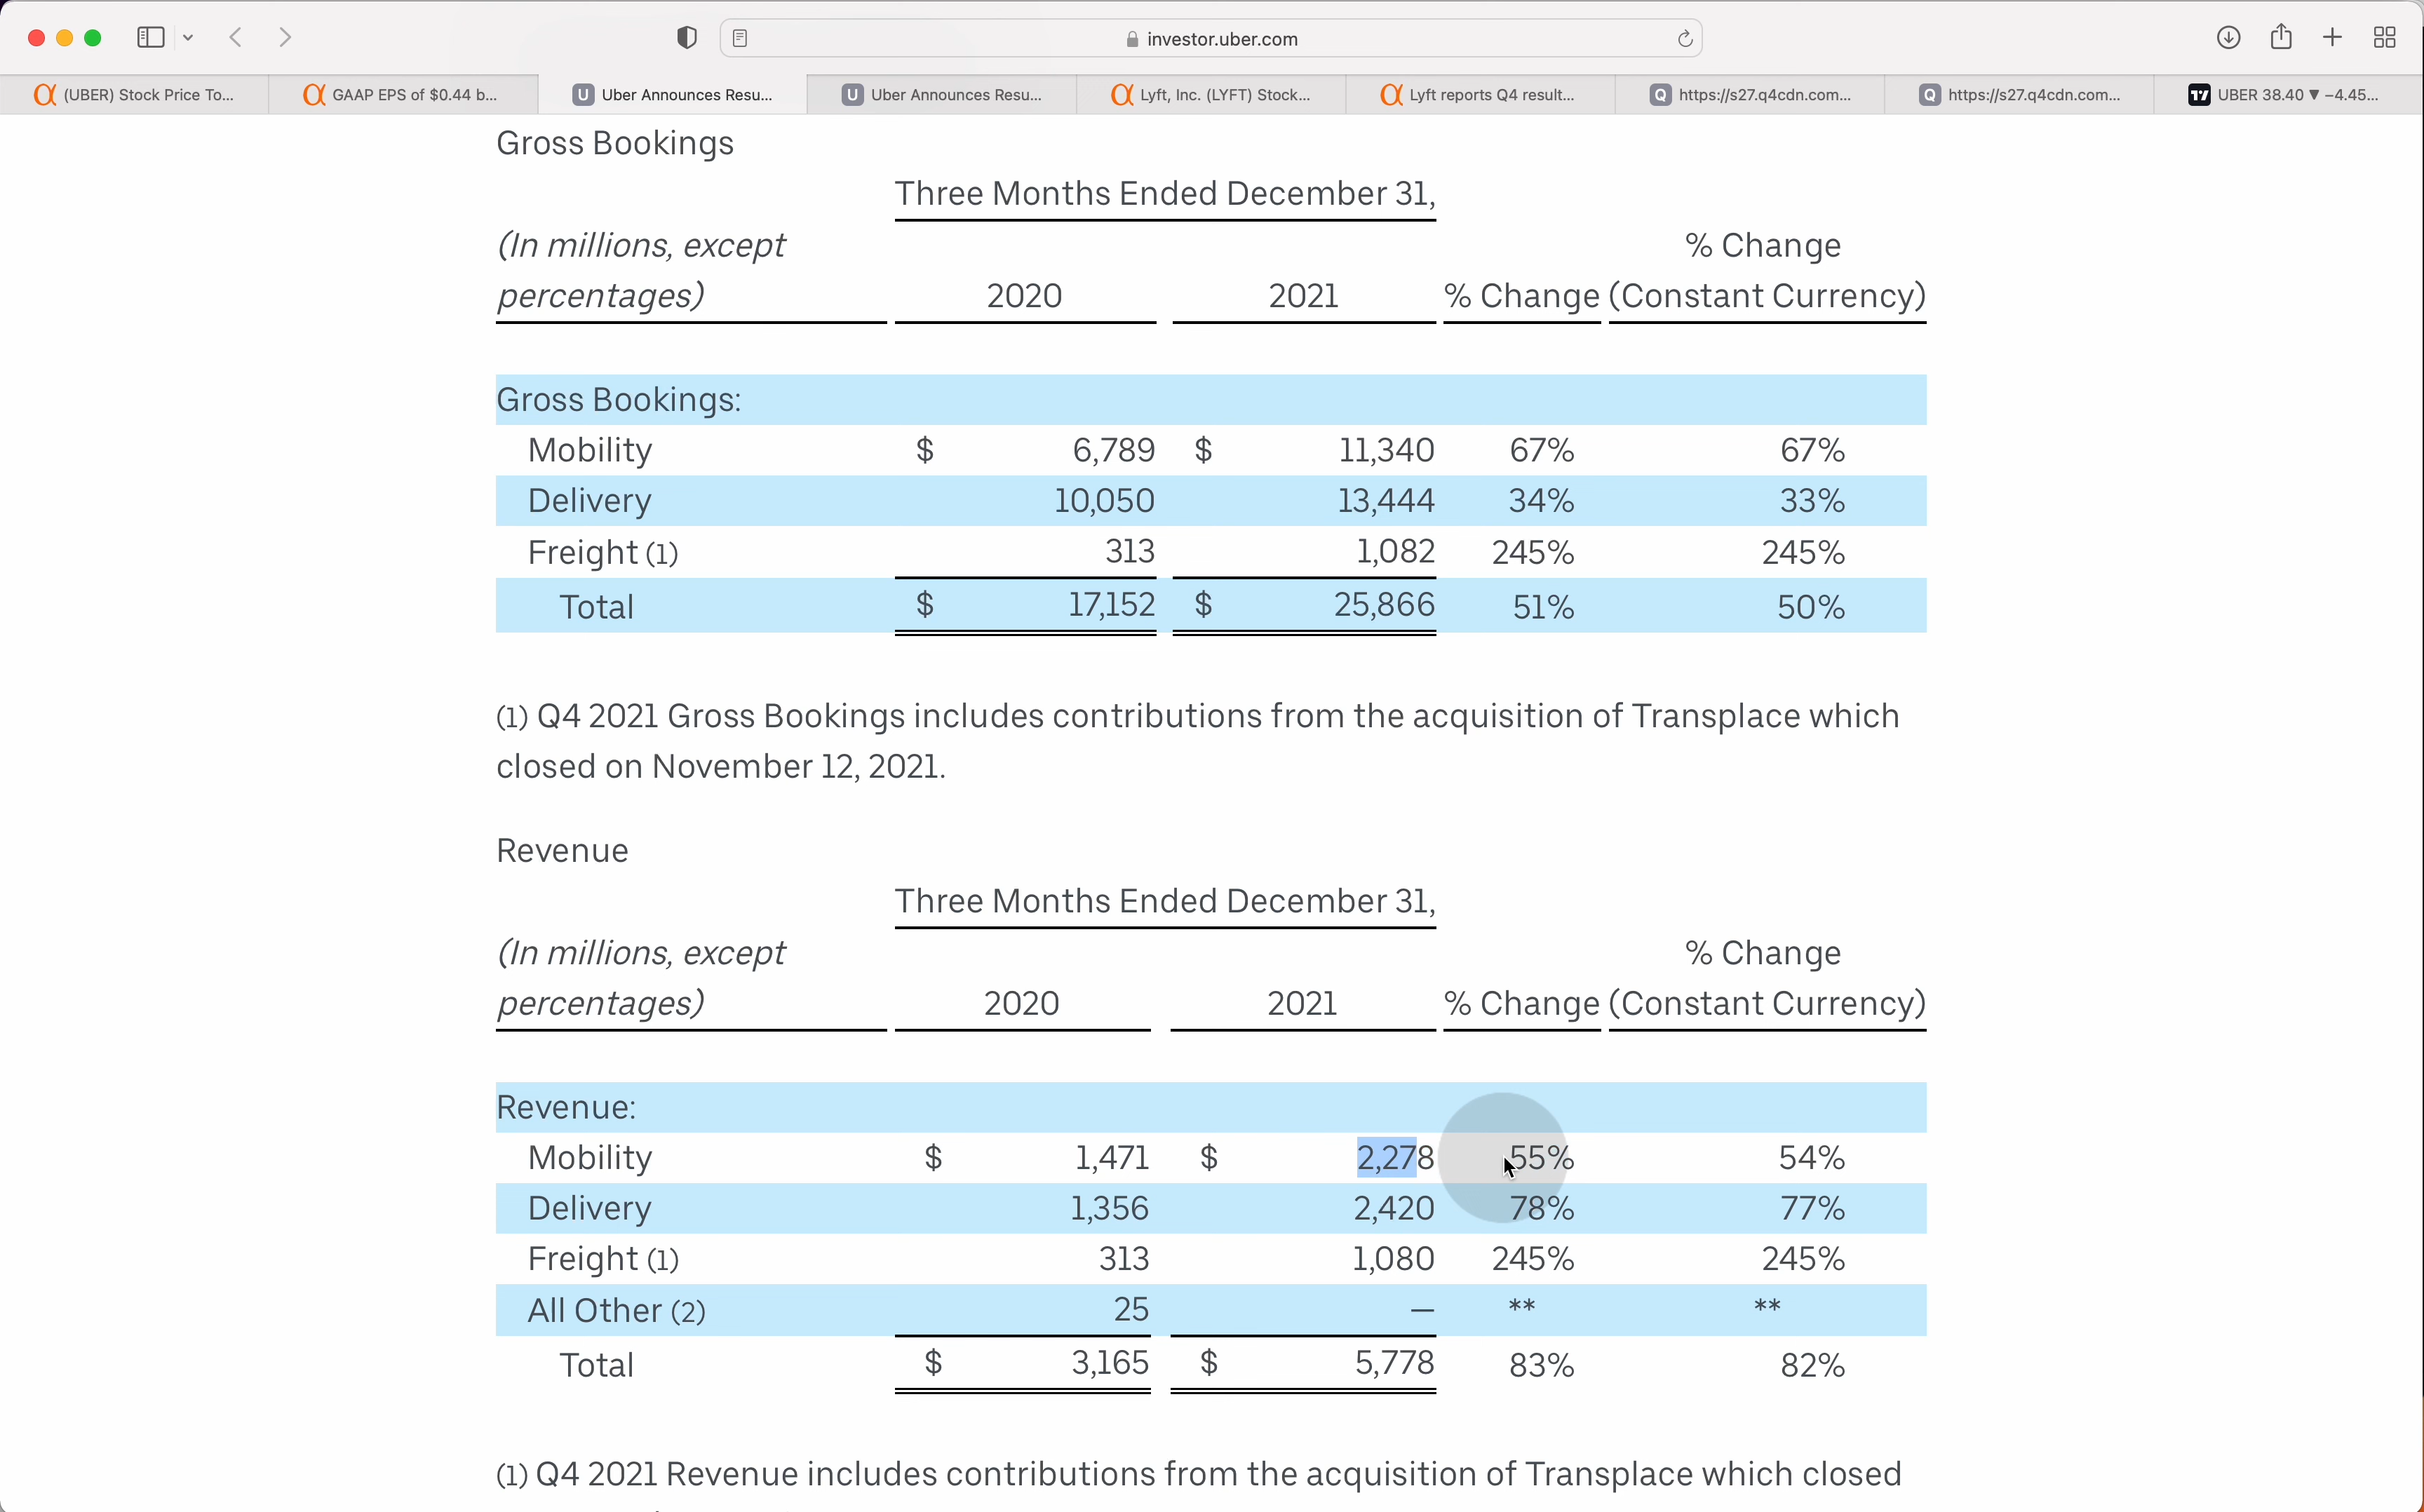 investor.uber.com
(UBER) Stock Price To...
GAAP EPS of $0.44 b...
U Uber Announces Resu...
U Uber Announces Resu...
Lyft, Inc. (LYFT) Stock...
Lyft reports Q4 result...
Q https://s27.q4cdn.com...
Q https://s27.q4cdn.com...
UBER 38.40 ▼ −4.45...
Gross Bookings
Three Months Ended December 31,
(In millions, except percentages) 2020 2021 % Change % Change (Constant Currency)
Gross Bookings:
Mobility $ 6,789 $ 11,340 67% 67%
Delivery 10,050 13,444 34% 33%
Freight (1) 313 1,082 245% 245%
Total $ 17,152 $ 25,866 51% 50%
(1) Q4 2021 Gross Bookings includes contributions from the acquisition of Transplace which
closed on November 12, 2021.
Revenue
Three Months Ended December 31,
(In millions, except percentages) 2020 2021 % Change % Change (Constant Currency)
Revenue:
Mobility $ 1,471 $ 2,278 55% 54%
Delivery 1,356 2,420 78% 77%
Freight (1) 313 1,080 245% 245%
All Other (2) 25 — ** **
Total $ 3,165 $ 5,778 83% 82%
(1) Q4 2021 Revenue includes contributions from the acquisition of Transplace which closed